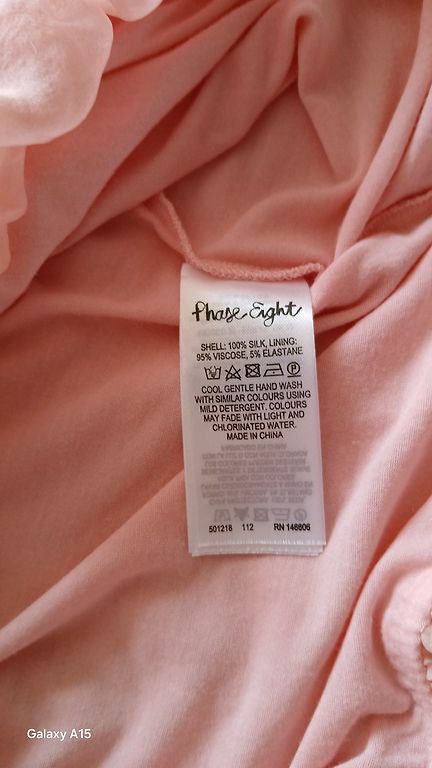 Phase Eight
SHELL: 100% SILK, LINING:
95% VISCOSE, 5% ELASTANE
COOL GENTLE HAND WASH
WITH SIMILAR COLOURS USING
MILD DETERGENT. COLOURS
MAY FADE WITH LIGHT AND
CHLORINATED WATER.
MADE IN CHINA
501218 112 RN 146606
Galaxy A15